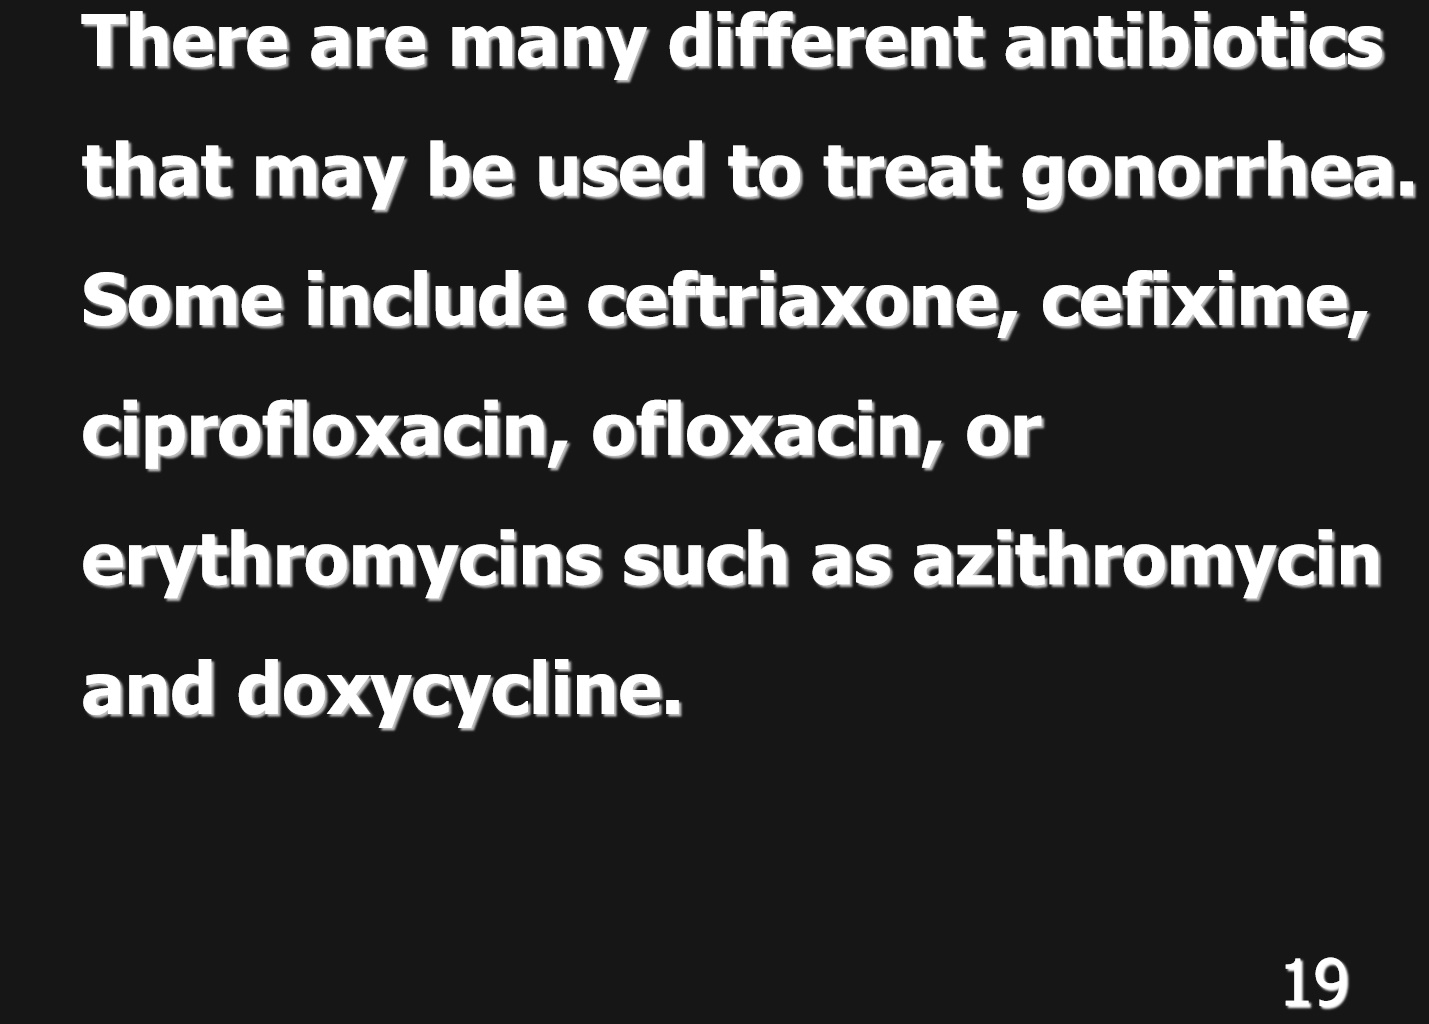 There are many different antibiotics
that may be used to treat gonorrhea.
Some include ceftriaxone, cefixime,
ciprofloxacin, ofloxacin, or
erythromycins such as azithromycin
and doxycycline.
19